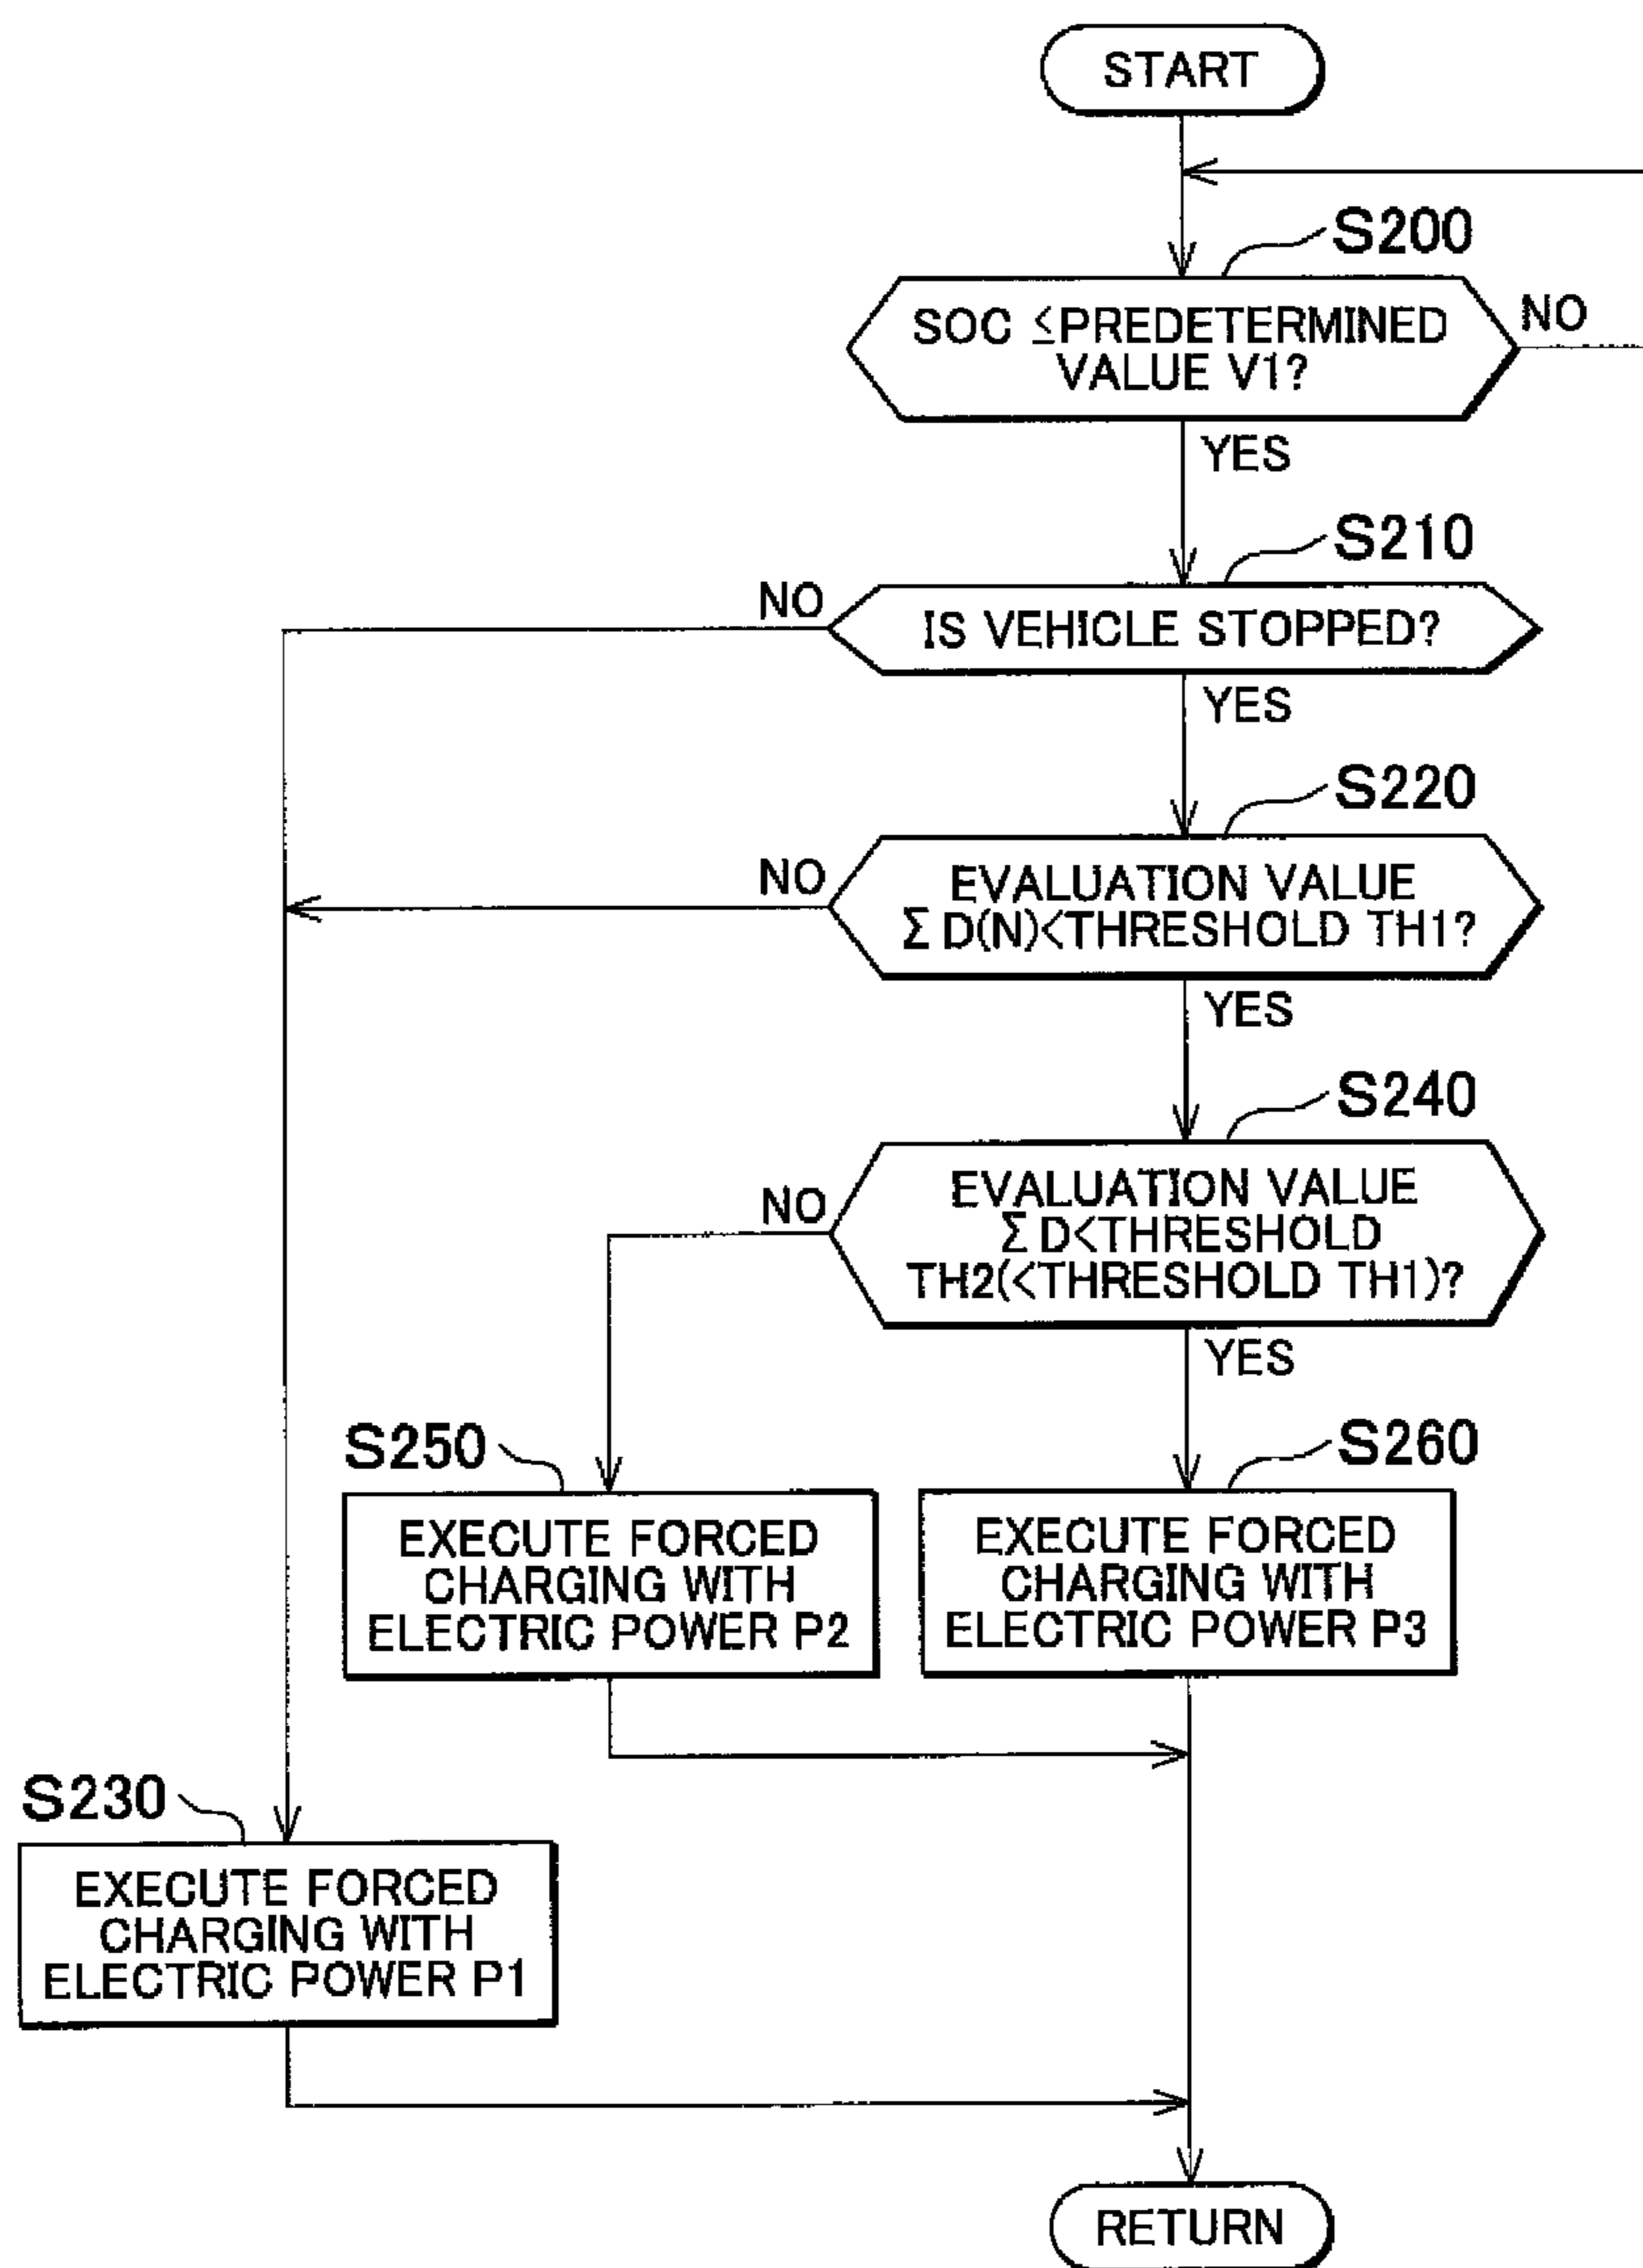 START
S200
SOC ≤PREDETERMINED
VALUE V1?
NO
YES
S210
NO
IS VEHICLE STOPPED?
YES
S220
NO
EVALUATION VALUE
Σ D(N)<THRESHOLD TH1?
YES
S240
NO
EVALUATION VALUE
Σ D<THRESHOLD
TH2(<THRESHOLD TH1)?
YES
S250
EXECUTE FORCED
CHARGING WITH
ELECTRIC POWER P2
S260
EXECUTE FORCED
CHARGING WITH
ELECTRIC POWER P3
S230
EXECUTE FORCED
CHARGING WITH
ELECTRIC POWER P1
RETURN